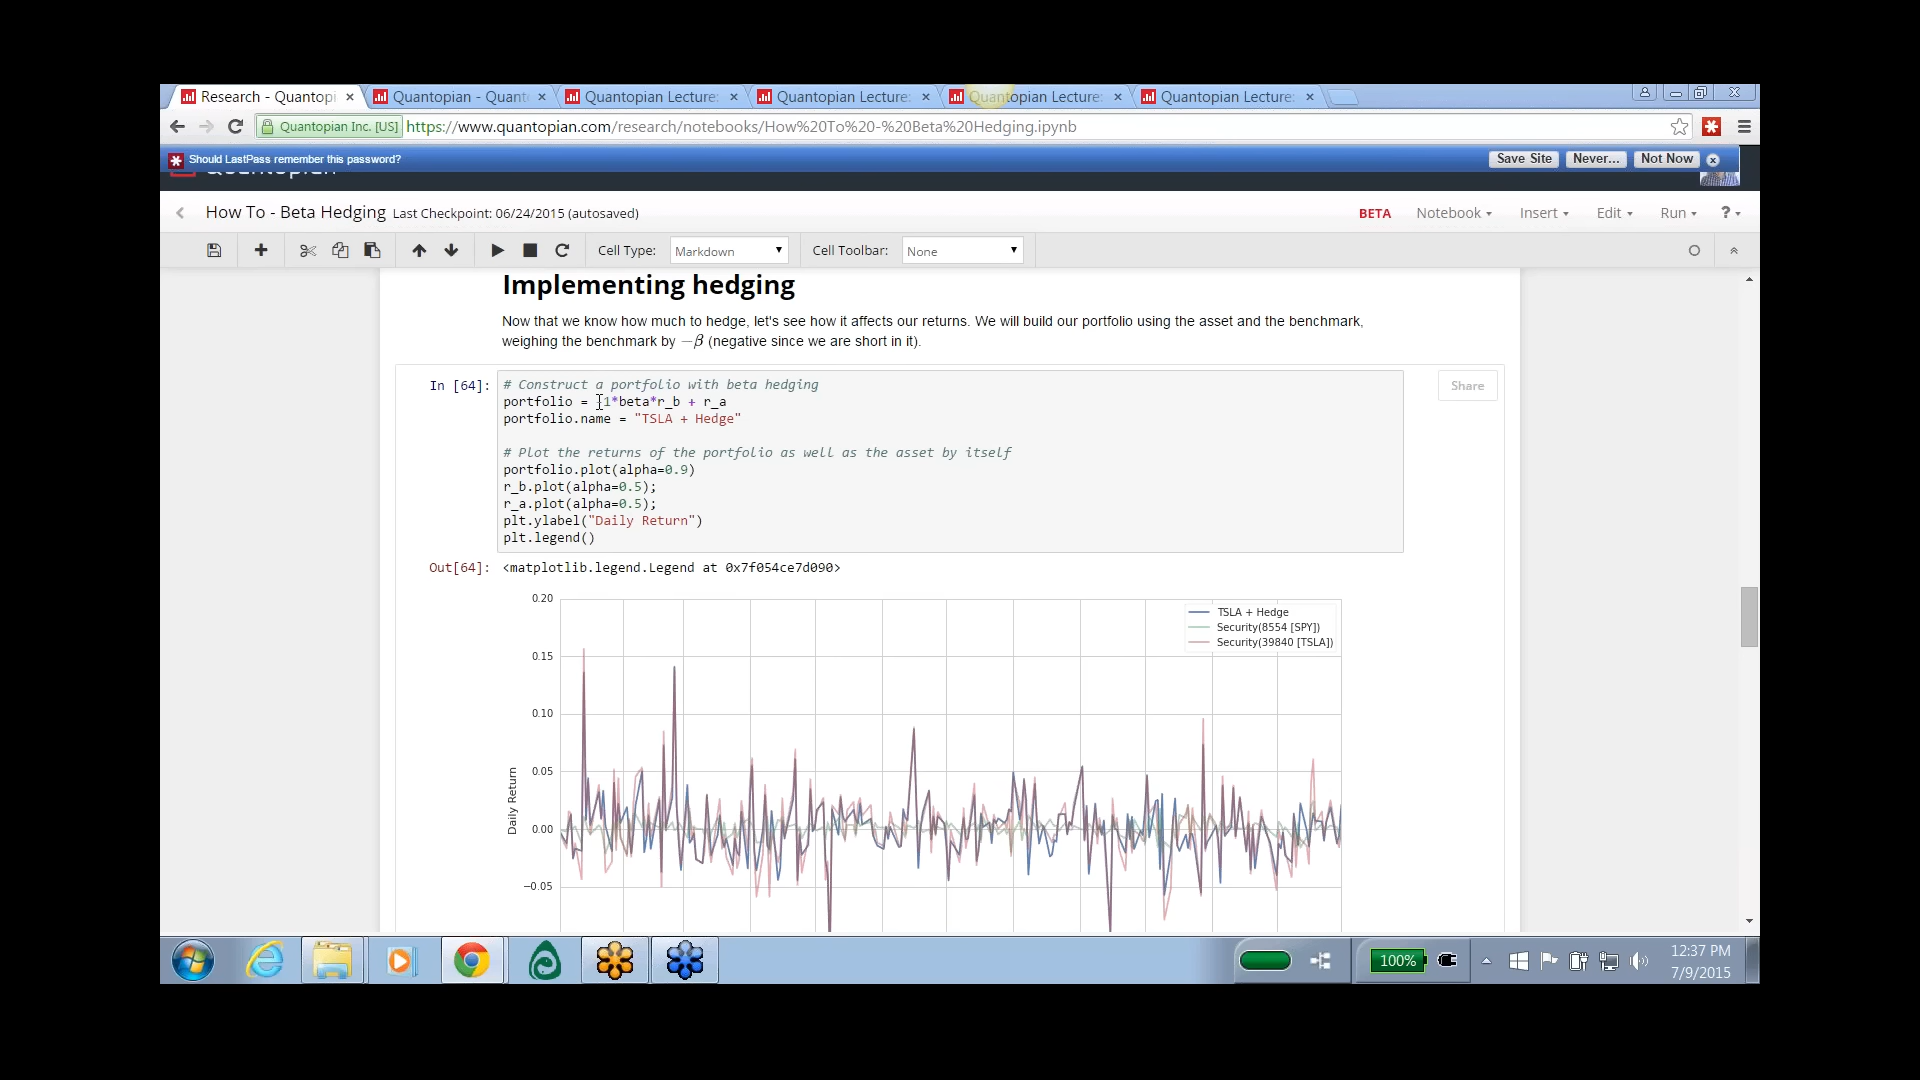 Research - Quantopi
Quantopian - Quant
Quantopian Lecture:
Quantopian Lecture:
Quantopian Lecture:
Quantopian Lecture:
Quantopian Inc. [US] https://www.quantopian.com/research/notebooks/How%20To%20-%20Beta%20Hedging.ipynb
Should LastPass remember this password?
Save Site
Never...
Not Now
How To - Beta Hedging Last Checkpoint: 06/24/2015 (autosaved)
BETA
Notebook
Insert
Edit
Run
?
Cell Type:
Markdown
Cell Toolbar:
None
Implementing hedging
Now that we know how much to hedge, let's see how it affects our returns. We will build our portfolio using the asset and the benchmark,
weighing the benchmark by −β (negative since we are short in it).
In [64]:
# Construct a portfolio with beta hedging
portfolio = -1*beta*r_b + r_a
portfolio.name = "TSLA + Hedge"
# Plot the returns of the portfolio as well as the asset by itself
portfolio.plot(alpha=0.9)
r_b.plot(alpha=0.5);
r_a.plot(alpha=0.5);
plt.ylabel("Daily Return")
plt.legend()
Share
Out[64]: <matplotlib.legend.Legend at 0x7f054ce7d090>
0.20
0.15
0.10
0.05
0.00
−0.05
Daily Return
TSLA + Hedge
Security(8554 [SPY])
Security(39840 [TSLA])
100%
12:37 PM
7/9/2015